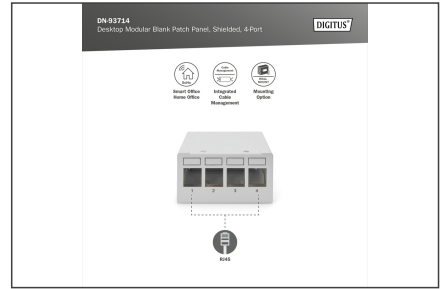 DN-93714
Desktop Modular Blank Patch Panel, Shielded, 4-Port
DIGITUS®
Smart Office
Home Office
Integrated
Cable
Management
Mounting
Option
1 2 3 4
RJ45